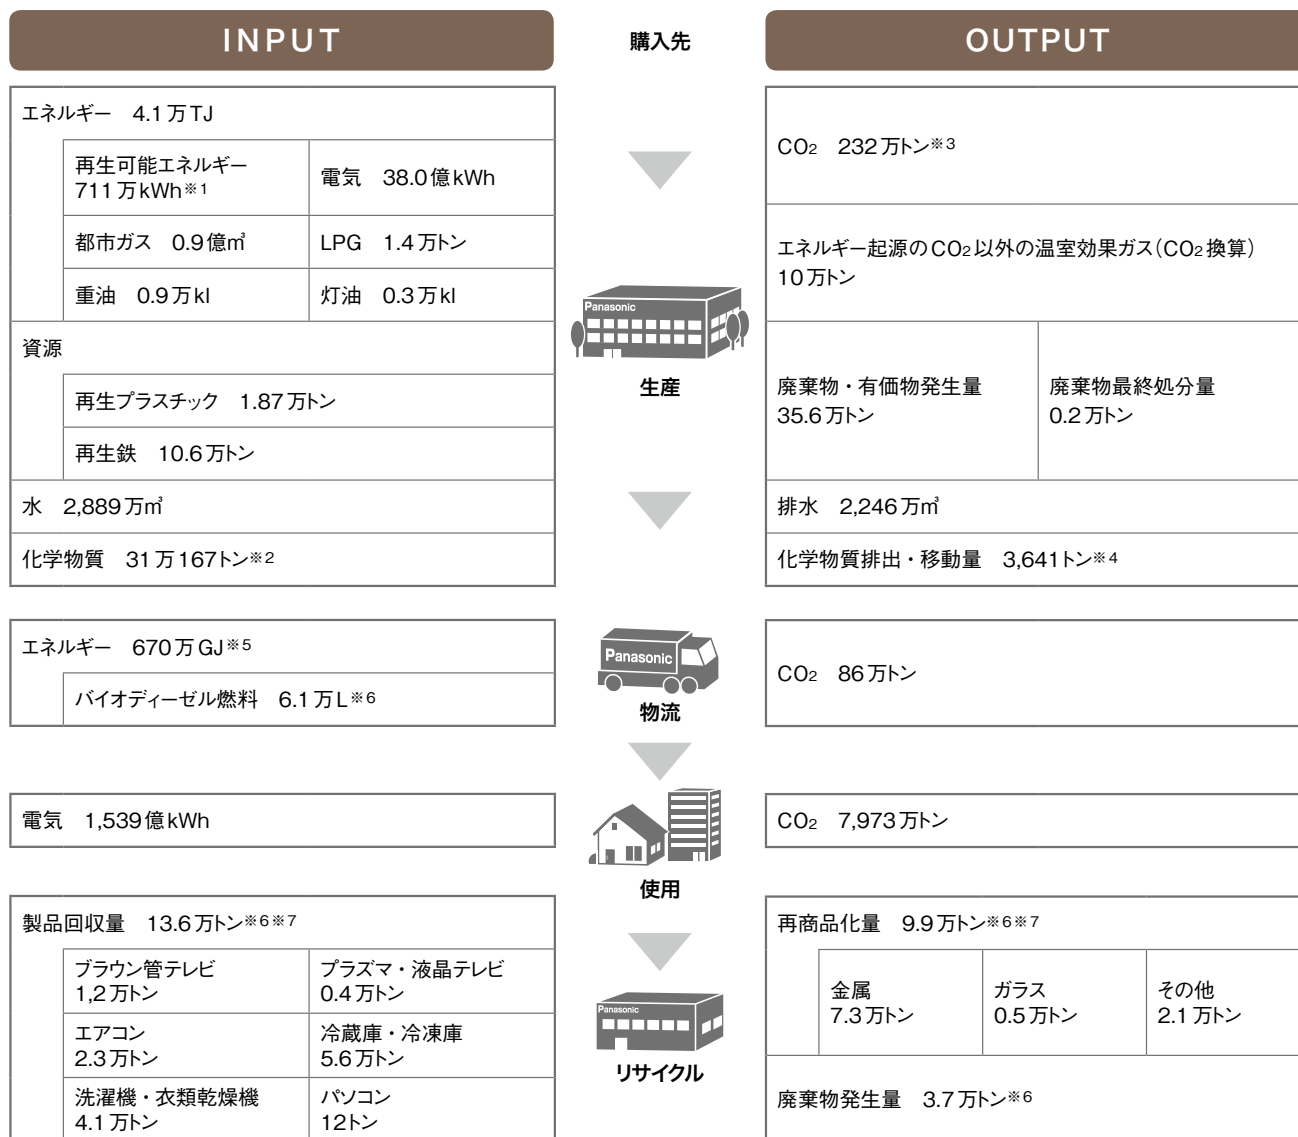 INPUT
購入先
OUTPUT
エネルギー 4.1万TJ
再生可能エネルギー
711万kWh※1
電気 38.0億kWh
都市ガス 0.9億㎥
LPG 1.4万トン
重油 0.9万kl
灯油 0.3万kl
資源
再生プラスチック 1.87万トン
再生鉄 10.6万トン
水 2,889万㎥
化学物質 31万167トン※2
Panasonic
生産
CO2 232万トン※3
エネルギー起源のCO2以外の温室効果ガス(CO2換算)
10万トン
廃棄物・有価物発生量
35.6万トン
廃棄物最終処分量
0.2万トン
排水 2,246万㎥
化学物質排出・移動量 3,641トン※4
エネルギー 670万GJ※5
バイオディーゼル燃料 6.1万L※6
Panasonic
物流
CO2 86万トン
電気 1,539億kWh
使用
CO2 7,973万トン
製品回収量 13.6万トン※6※7
ブラウン管テレビ
1,2万トン
プラズマ・液晶テレビ
0.4万トン
エアコン
2.3万トン
冷蔵庫・冷凍庫
5.6万トン
洗濯機・衣類乾燥機
4.1万トン
パソコン
12トン
Panasonic
リサイクル
再商品化量 9.9万トン※6※7
金属
7.3万トン
ガラス
0.5万トン
その他
2.1万トン
廃棄物発生量 3.7万トン※6